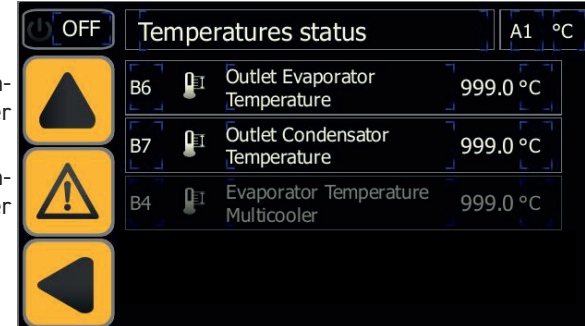 OFF
Temperatures status
A1 °C
B6 Outlet Evaporator
Temperature 999.0 °C
B7 Outlet Condensator
Temperature 999.0 °C
B4 Evaporator Temperature
Multicooler 999.0 °C